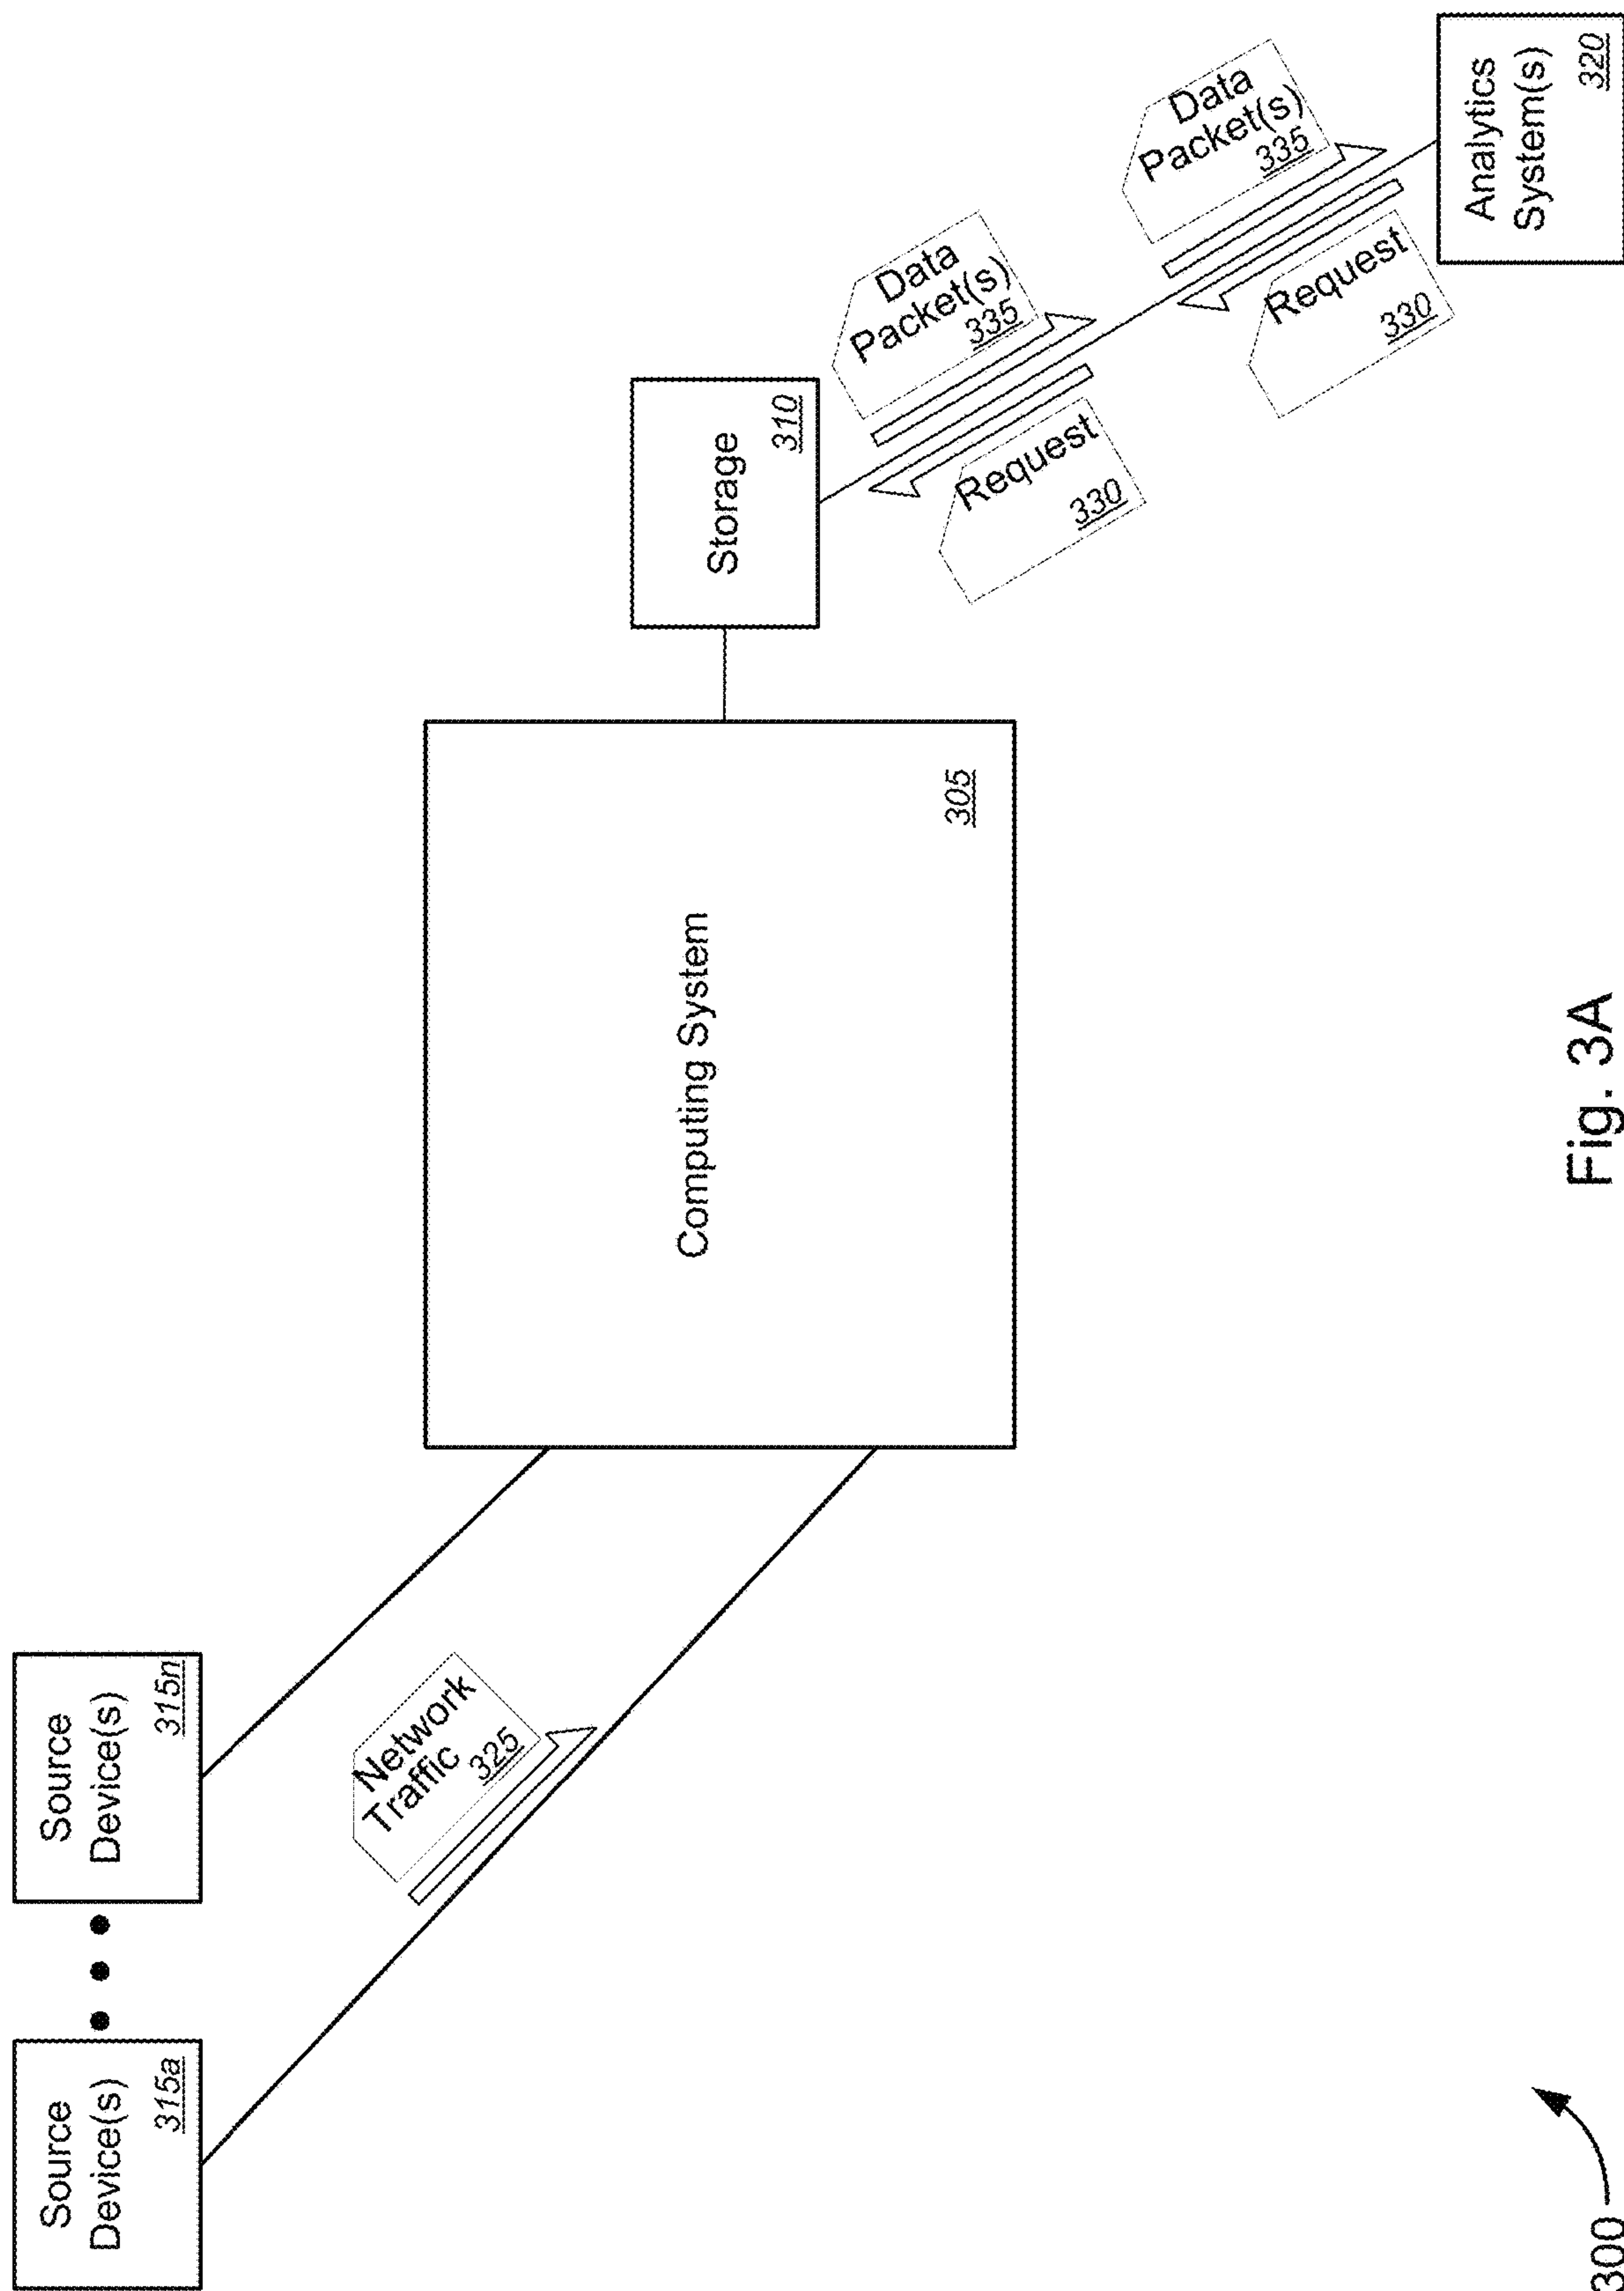 Source
Device(s)
315a
Source
Device(s)
315n
Network
Traffic
325
Computing System
305
Storage
310
Data
Packet(s)
335
Request
330
Data
Packet(s)
335
Request
330
Analytics
System(s)
320
300
Fig. 3A